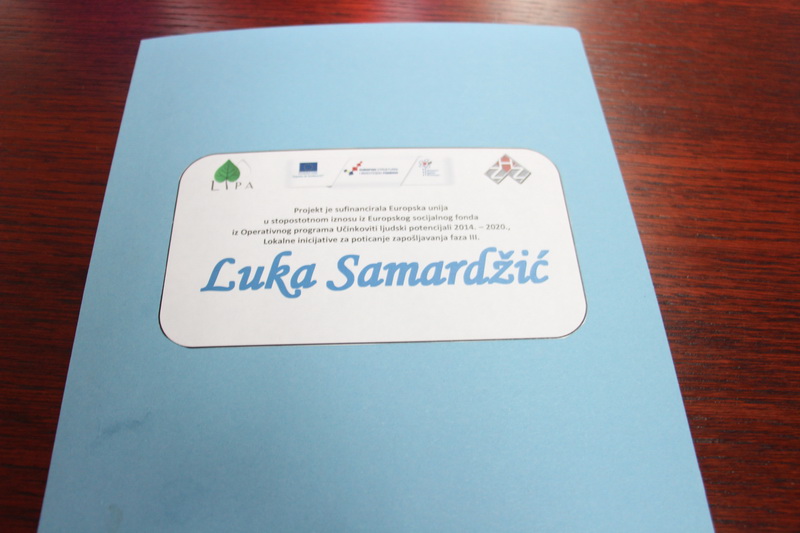 LIPA
HZZ
Projekt je sufinancirala Europska unija
u stopostotnom iznosu iz Europskog socijalnog fonda
iz Operativnog programa Učinkoviti ljudski potencijali 2014. – 2020.,
Lokalne inicijative za poticanje zapošljavanja faza III.
Luka Samardžić